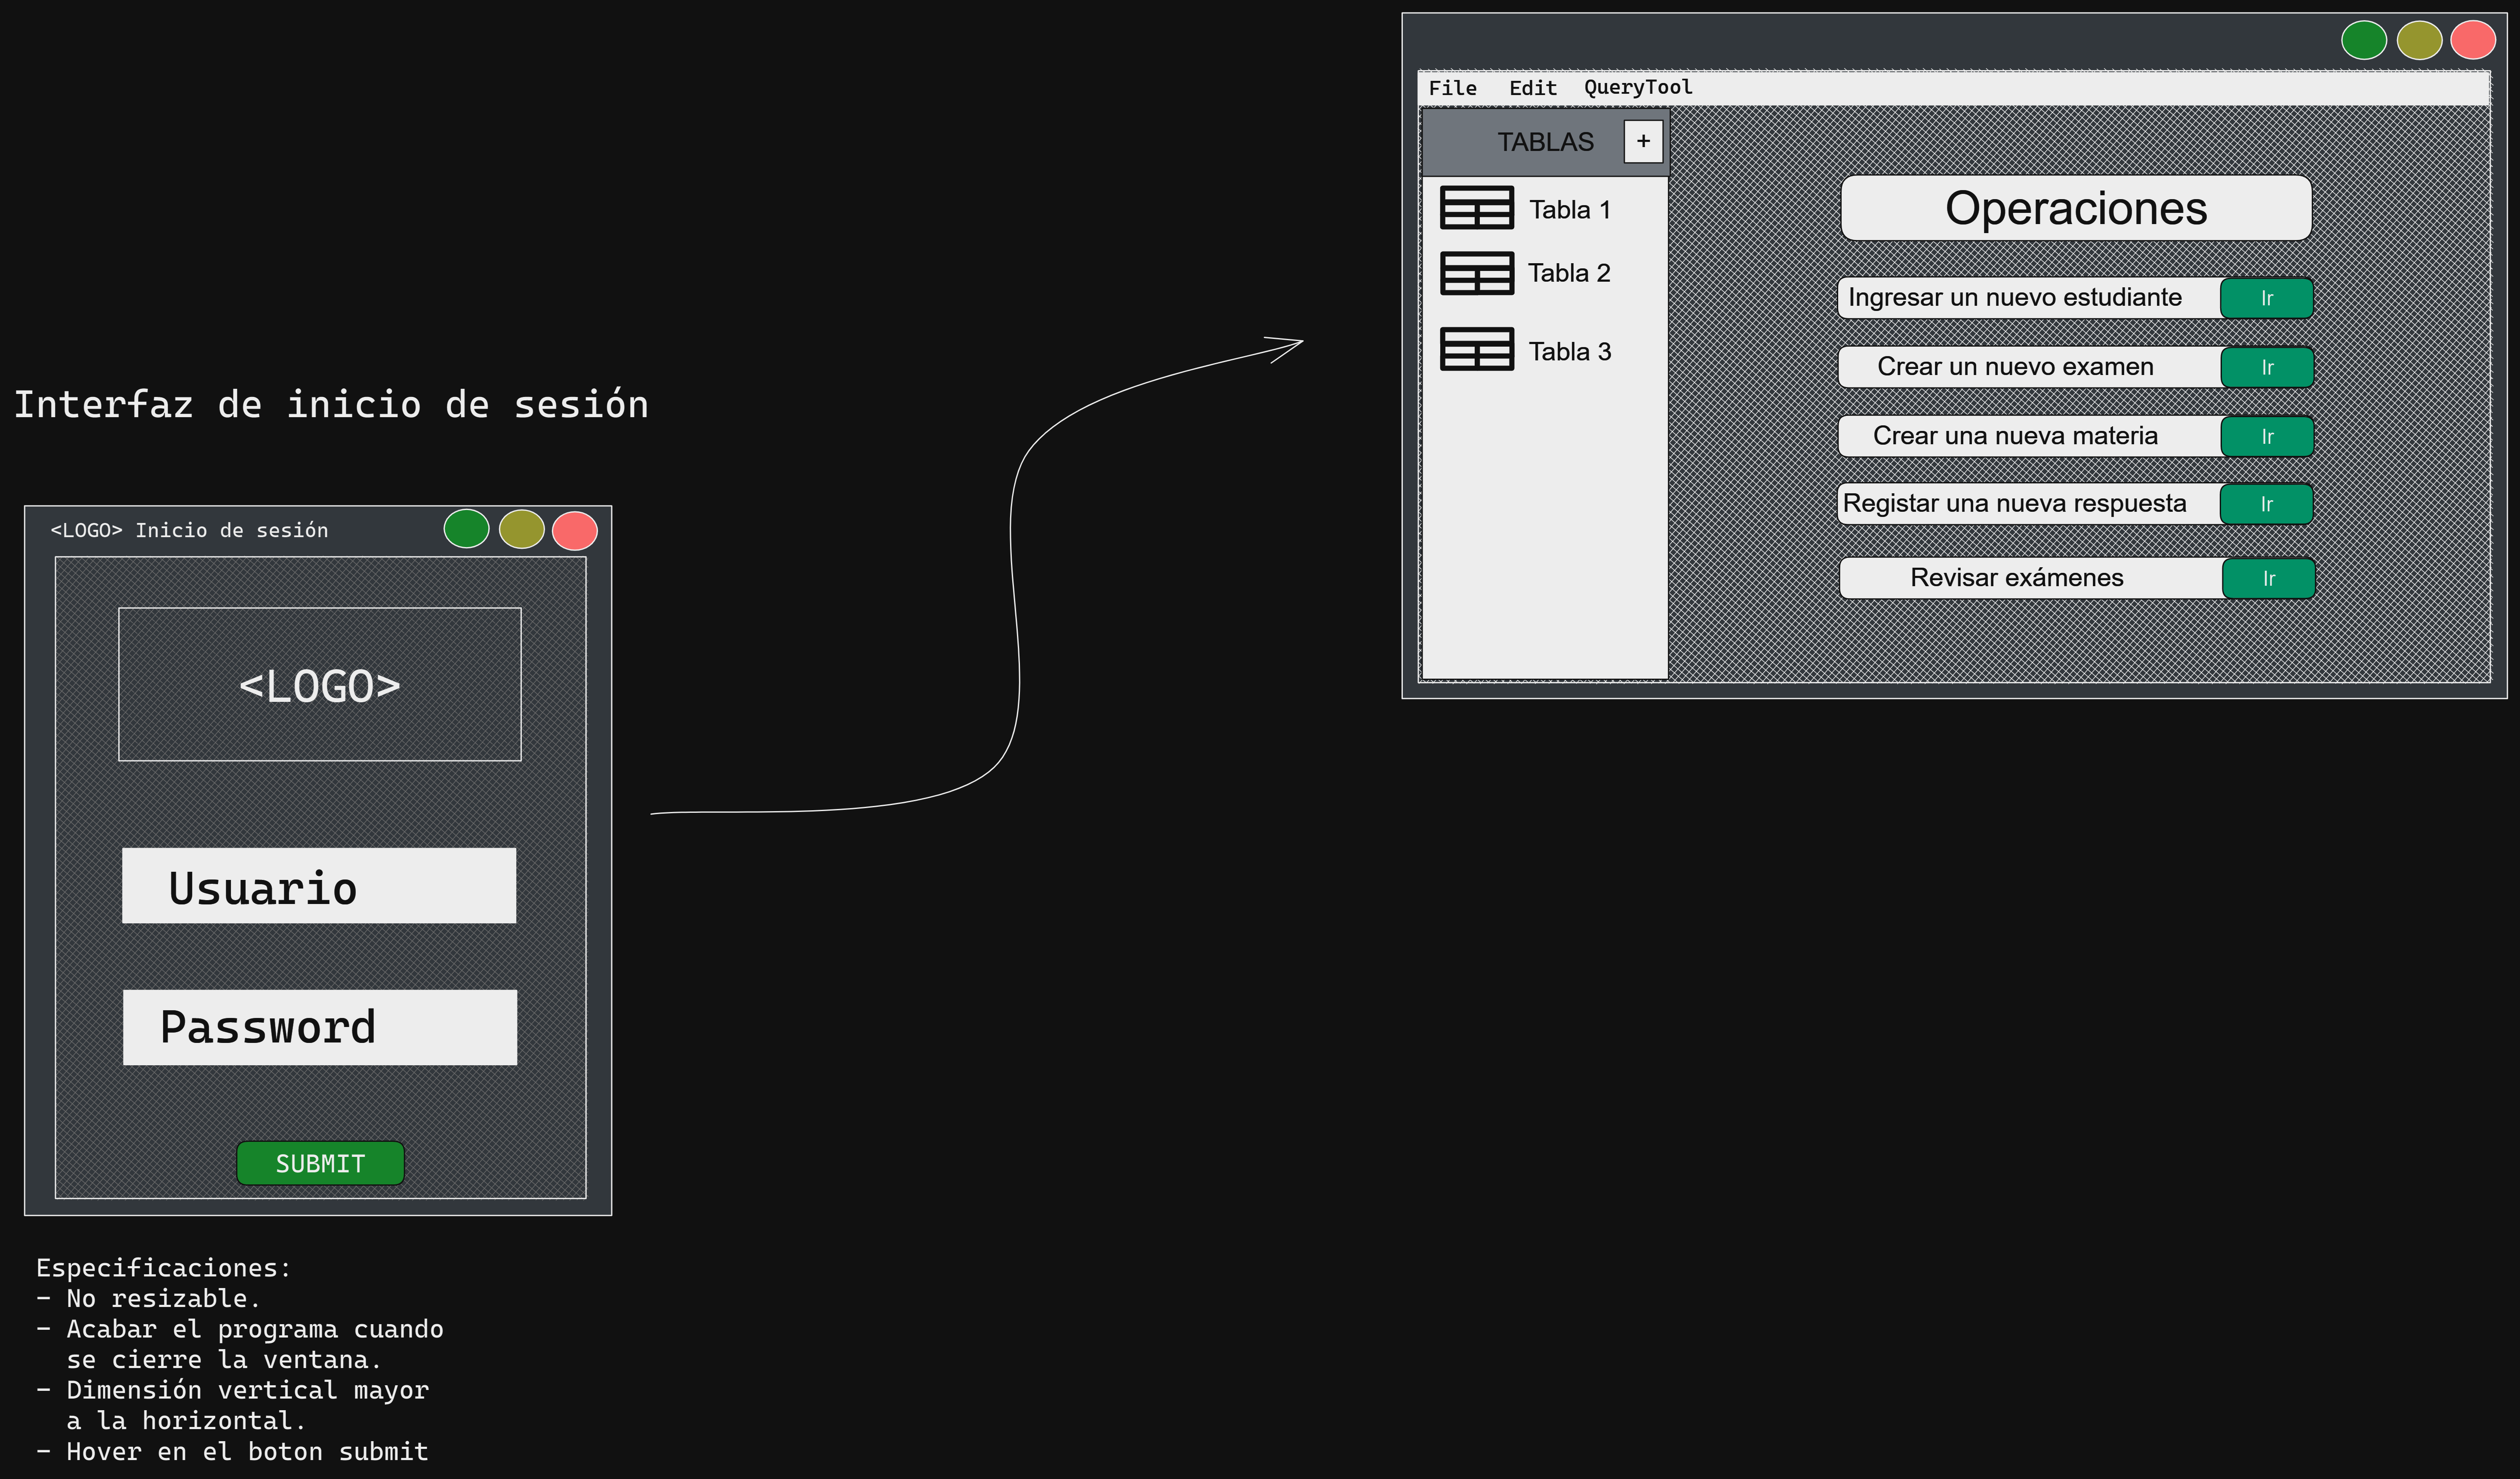 Interfaz de inicio de sesión
<LOGO> Inicio de sesión
<LOGO>
Usuario
Password
SUBMIT
Especificaciones:
- No resizable.
- Acabar el programa cuando
se cierre la ventana.
- Dimensión vertical mayor
a la horizontal.
- Hover en el boton submit
File Edit QueryTool
TABLAS +
Tabla 1
Tabla 2
Tabla 3
Operaciones
Ingresar un nuevo estudiante Ir
Crear un nuevo examen Ir
Crear una nueva materia Ir
Registar una nueva respuesta Ir
Revisar exámenes Ir